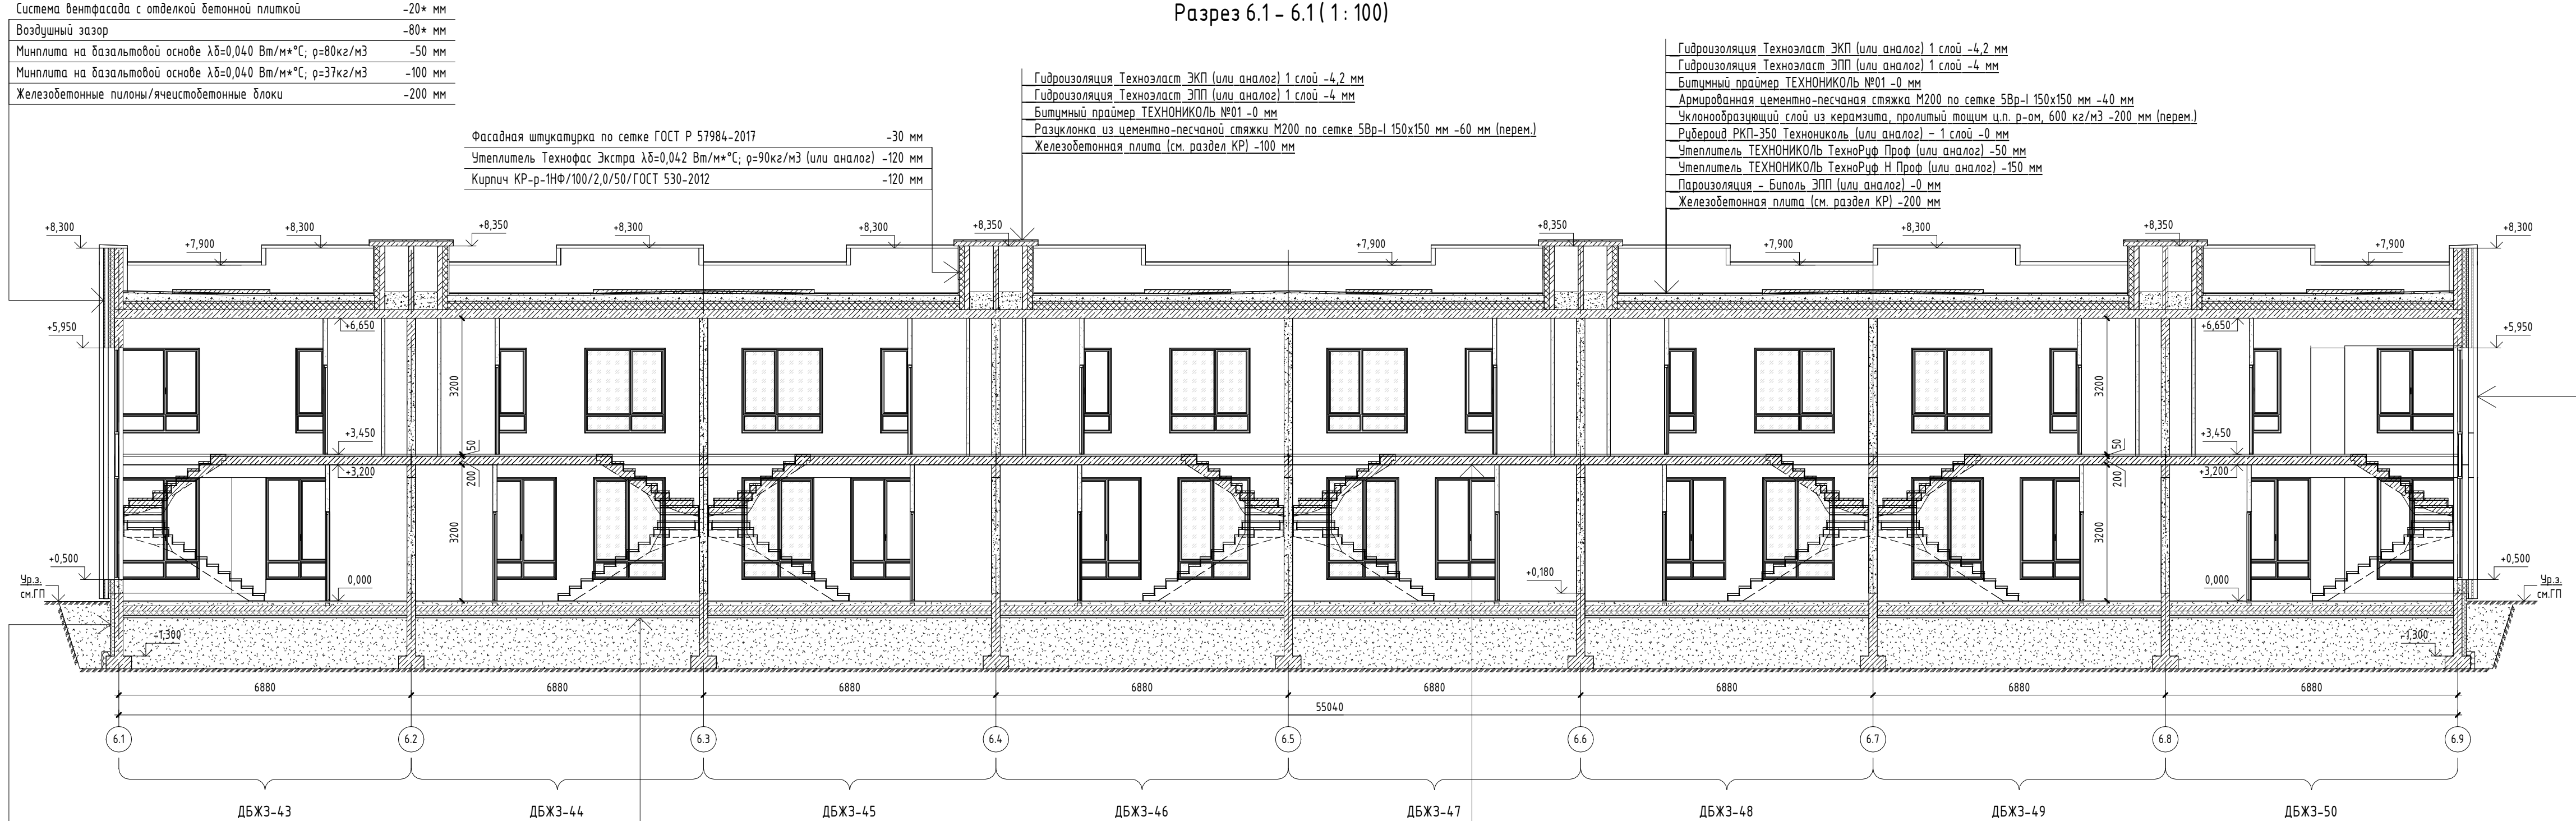 Разрез 6.1 - 6.1 ( 1 : 100)
Система вентфасада с отделкой бетонной плиткой -20* мм
Воздушный зазор -80* мм
Минплита на базальтовой основе λδ=0,040 Вт/м*°С; ρ=80кг/м3 -50 мм
Минплита на базальтовой основе λδ=0,040 Вт/м*°С; ρ=37кг/м3 -100 мм
Железобетонные пилоны/ячеистобетонные блоки -200 мм
Фасадная штукатурка по сетке ГОСТ Р 57984-2017 -30 мм
Утеплитель Технофас Экстра λδ=0,042 Вт/м*°С; ρ=90кг/м3 (или аналог) -120 мм
Кирпич КР-р-1НФ/100/2,0/50/ГОСТ 530-2012 -120 мм
Гидроизоляция Техноэласт ЭКП (или аналог) 1 слой -4,2 мм
Гидроизоляция Техноэласт ЭПП (или аналог) 1 слой -4 мм
Битумный праймер ТЕХНОНИКОЛЬ №01 -0 мм
Разуклонка из цементно-песчаной стяжки М200 по сетке 5Вр-I 150х150 мм -60 мм (перем.)
Железобетонная плита (см. раздел КР) -100 мм
Гидроизоляция Техноэласт ЭКП (или аналог) 1 слой -4,2 мм
Гидроизоляция Техноэласт ЭПП (или аналог) 1 слой -4 мм
Битумный праймер ТЕХНОНИКОЛЬ №01 -0 мм
Армированная цементно-песчаная стяжка М200 по сетке 5Вр-I 150х150 мм -40 мм
Уклонообразующий слой из керамзита, пролитый тощим ц.п. р-ом, 600 кг/м3 -200 мм (перем.)
Рубероид РКП-350 Технониколь (или аналог) - 1 слой -0 мм
Утеплитель ТЕХНОНИКОЛЬ ТехноРуф Проф (или аналог) -50 мм
Утеплитель ТЕХНОНИКОЛЬ ТехноРуф Н Проф (или аналог) -150 мм
Пароизоляция - Биполь ЭПП (или аналог) -0 мм
Железобетонная плита (см. раздел КР) -200 мм
+8,300 +7,900 +8,300 +8,350 +8,300 +8,300 +8,350 +7,900 +8,350 +7,900 +8,300 +8,350 +7,900 +8,300
+5,950 +6,650 +6,650 +5,950
3200 3200
+3,450 50 50 +3,450
+3,200 200 200 +3,200
3200 3200
+0,500 0,000 +0,180 0,000 +0,500
Ур.з. Ур.з.
см.ГП см.ГП
-1,300 -1,300
6880 6880 6880 6880 6880 6880 6880 6880
55040
6.1 6.2 6.3 6.4 6.5 6.6 6.7 6.8 6.9
ДБЖ3-43 ДБЖ3-44 ДБЖ3-45 ДБЖ3-46 ДБЖ3-47 ДБЖ3-48 ДБЖ3-49 ДБЖ3-50